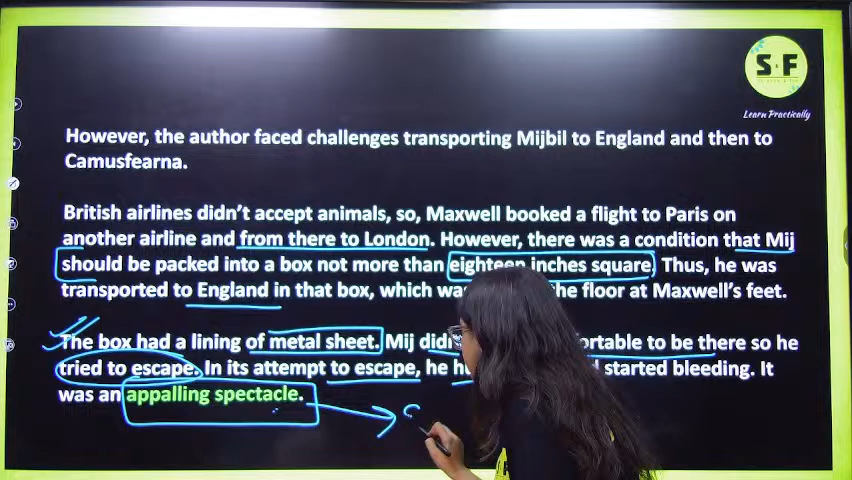 S F
Learn Practically
However, the author faced challenges transporting Mijbil to England and then to
Camusfearna.
British airlines didn't accept animals, so, Maxwell booked a flight to Paris on
another airline and from there to London. However, there was a condition that Mij
should be packed into a box not more than eighteen inches square. Thus, he was
transported to England in that box, which was the floor at Maxwell's feet.
The box had a lining of metal sheet. Mij didn fortable to be there so he
tried to escape. In its attempt to escape, he h started bleeding. It
was an appalling spectacle.